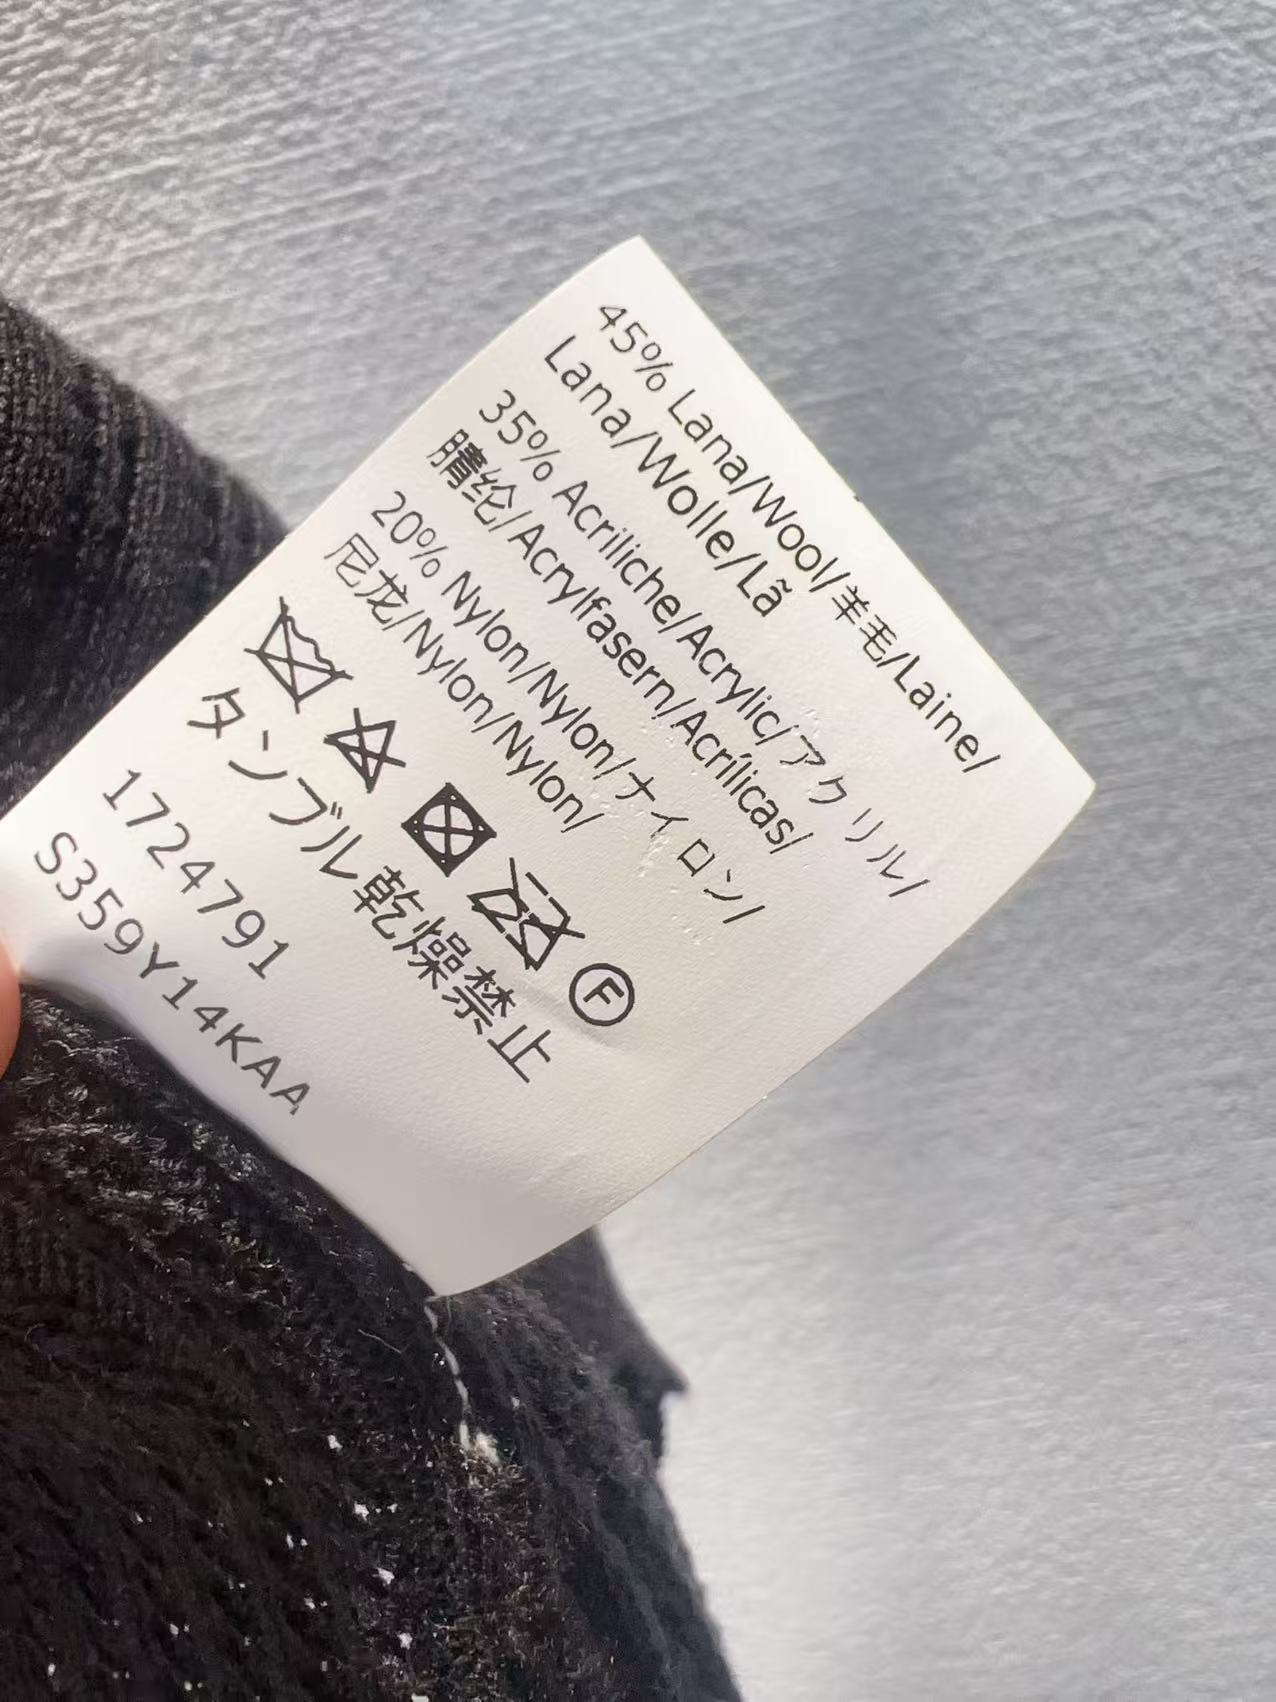 45% Lana/Wool/羊毛/Laine/
Lana/Wolle/Lã
35% Acriliche/Acrylic/アクリル/
腈纶/Acrylfasern/Acrílicas/
20% Nylon/Nylon/ナイロン/
尼龙/Nylon/Nylon/
F
タンブル乾燥禁止
1724791
S359Y14KAA